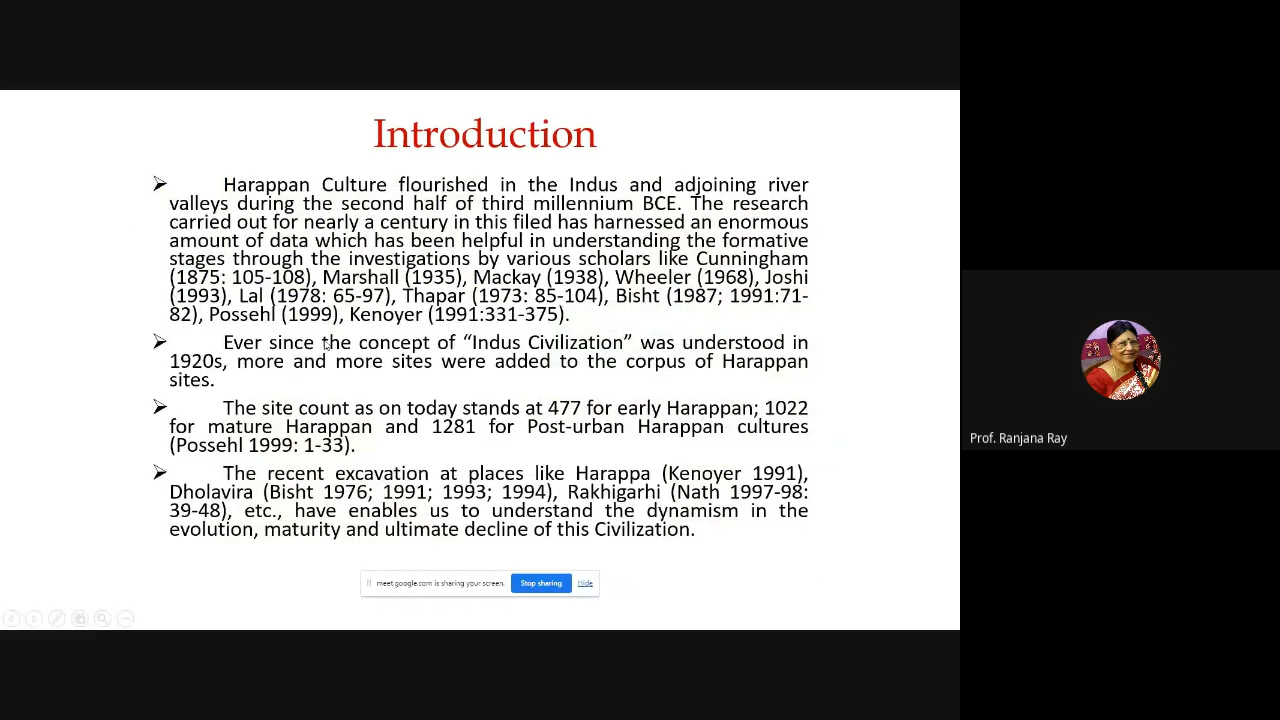 Introduction
Harappan Culture flourished in the Indus and adjoining river
valleys during the second half of third millennium BCE. The research
carried out for nearly a century in this filed has harnessed an enormous
amount of data which has been helpful in understanding the formative
stages through the investigations by various scholars like Cunningham
(1875: 105-108), Marshall (1935), Mackay (1938), Wheeler (1968), Joshi
(1993), Lal (1978: 65-97), Thapar (1973: 85-104), Bisht (1987; 1991:71-
82), Possehl (1999), Kenoyer (1991:331-375).
Ever since the concept of “Indus Civilization” was understood in
1920s, more and more sites were added to the corpus of Harappan
sites.
The site count as on today stands at 477 for early Harappan; 1022
for mature Harappan and 1281 for Post-urban Harappan cultures
(Possehl 1999: 1-33).
The recent excavation at places like Harappa (Kenoyer 1991),
Dholavira (Bisht 1976; 1991; 1993; 1994), Rakhigarhi (Nath 1997-98:
39-48), etc., have enables us to understand the dynamism in the
evolution, maturity and ultimate decline of this Civilization.
meet.google.com is sharing your screen. Stop sharing Hide
Prof. Ranjana Ray